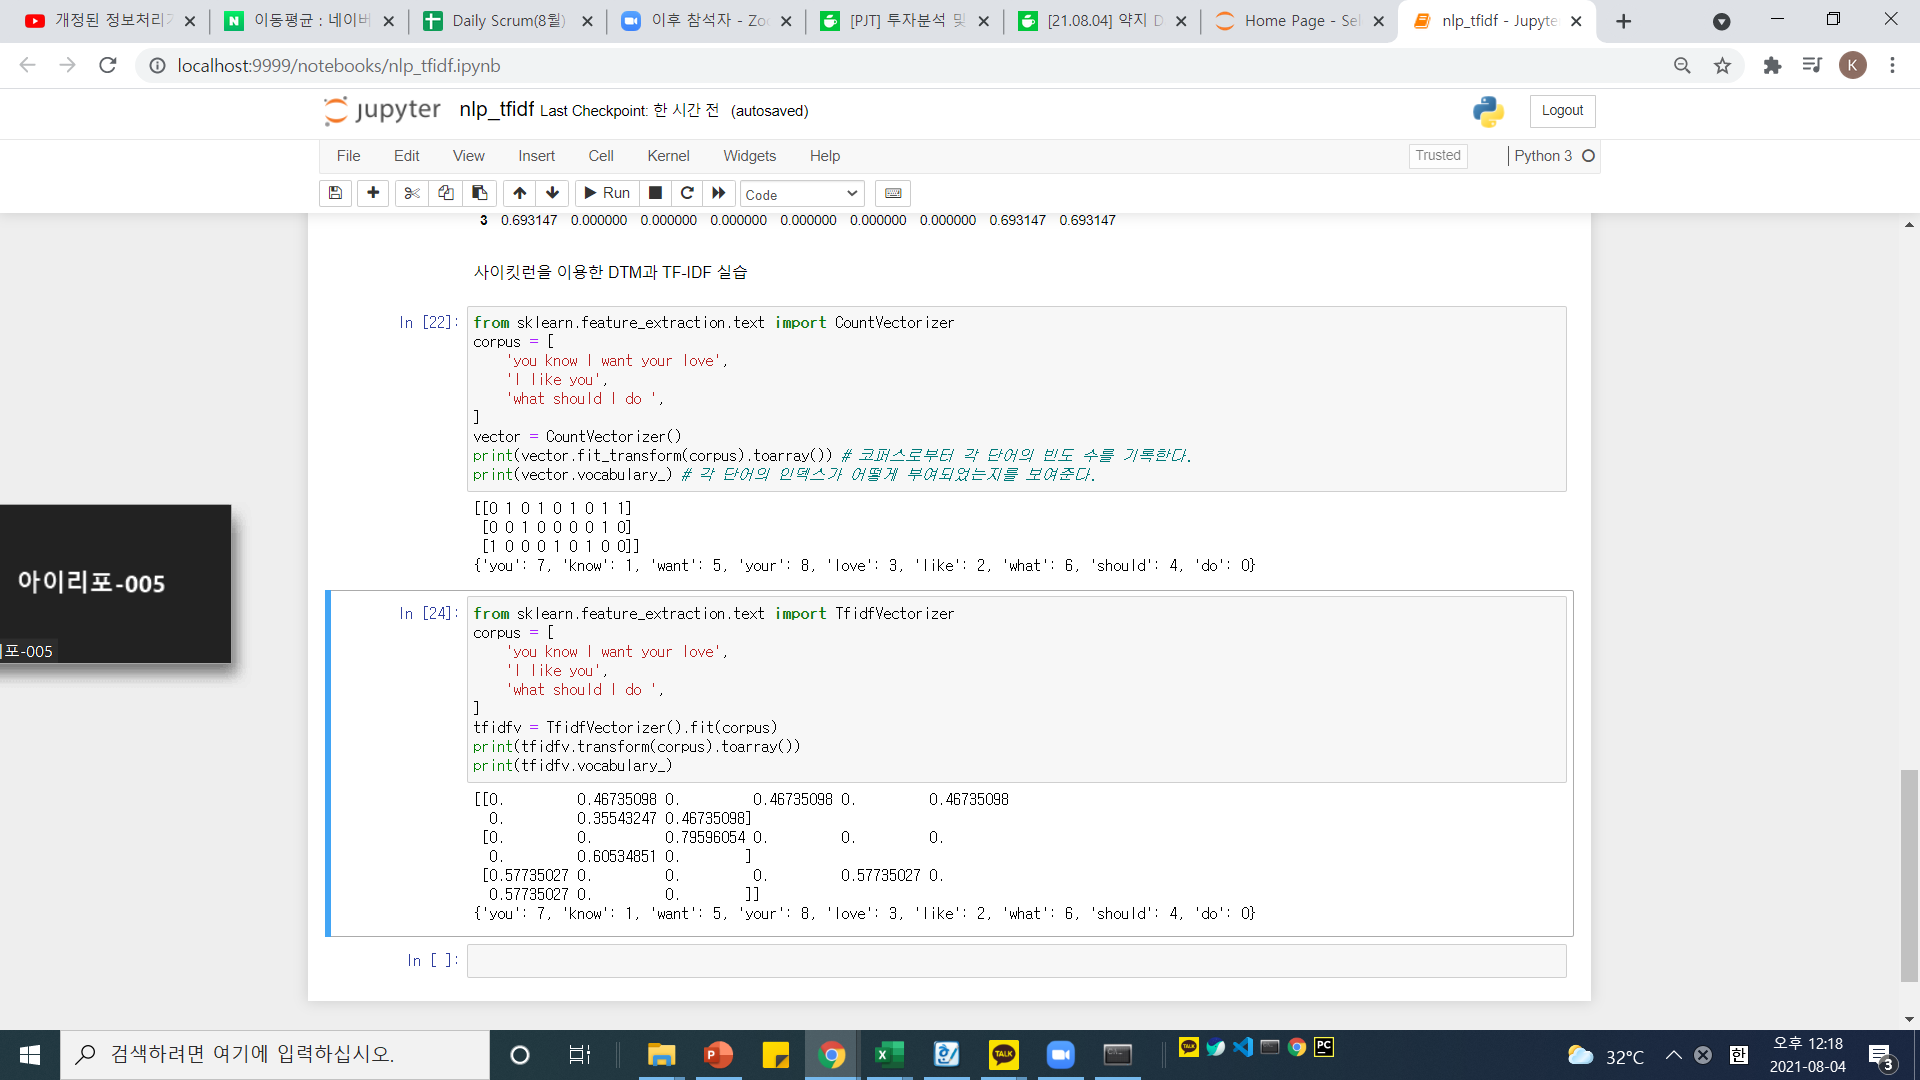 개정된 정보처리기
이동평균 : 네이버
Daily Scrum(8월)
이후 참석자 - Zoo
[PJT] 투자분석 및
[21.08.04] 약지 D
Home Page - Sel
nlp_tfidf - Jupyte
localhost:9999/notebooks/nlp_tfidf.ipynb
K
jupyter nlp_tfidf Last Checkpoint: 한 시간 전 (autosaved)
Logout
File Edit View Insert Cell Kernel Widgets Help
Trusted
Python 3
Run
Code
3 0.693147 0.000000 0.000000 0.000000 0.000000 0.000000 0.000000 0.693147 0.693147
사이킷런을 이용한 DTM과 TF-IDF 실습
In [22]: from sklearn.feature_extraction.text import CountVectorizer
corpus = [
'you know I want your love',
'I like you',
'what should I do ',
]
vector = CountVectorizer()
print(vector.fit_transform(corpus).toarray()) # 코퍼스로부터 각 단어의 빈도 수를 기록한다.
print(vector.vocabulary_) # 각 단어의 인덱스가 어떻게 부여되었는지를 보여준다.
[[0 1 0 1 0 1 0 1 1]
[0 0 1 0 0 0 0 1 0]
[1 0 0 0 1 0 1 0 0]]
{'you': 7, 'know': 1, 'want': 5, 'your': 8, 'love': 3, 'like': 2, 'what': 6, 'should': 4, 'do': 0}
아이리포-005
포-005
In [24]: from sklearn.feature_extraction.text import TfidfVectorizer
corpus = [
'you know I want your love',
'I like you',
'what should I do ',
]
tfidfv = TfidfVectorizer().fit(corpus)
print(tfidfv.transform(corpus).toarray())
print(tfidfv.vocabulary_)
[[0. 0.46735098 0. 0.46735098 0. 0.46735098
0. 0.35543247 0.46735098]
[0. 0. 0.79596054 0. 0. 0.
0. 0.60534851 0. ]
[0.57735027 0. 0. 0. 0.57735027 0.
0.57735027 0. 0. ]]
{'you': 7, 'know': 1, 'want': 5, 'your': 8, 'love': 3, 'like': 2, 'what': 6, 'should': 4, 'do': 0}
In [ ]:
검색하려면 여기에 입력하십시오.
TALK
PC
32°C
한
오후 12:18
2021-08-04
3